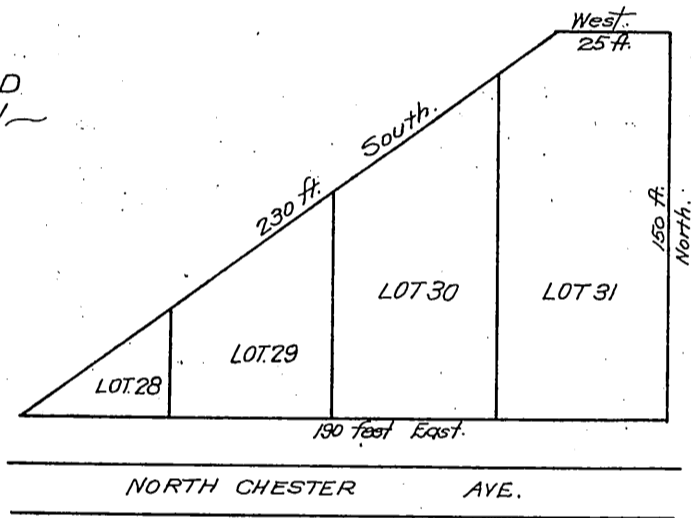 West.
25 ft.
D
South.
230 ft.
150 ft.
North.
LOT 30
LOT 31
LOT.29
LOT.28
190 feet East.
NORTH CHESTER AVE.